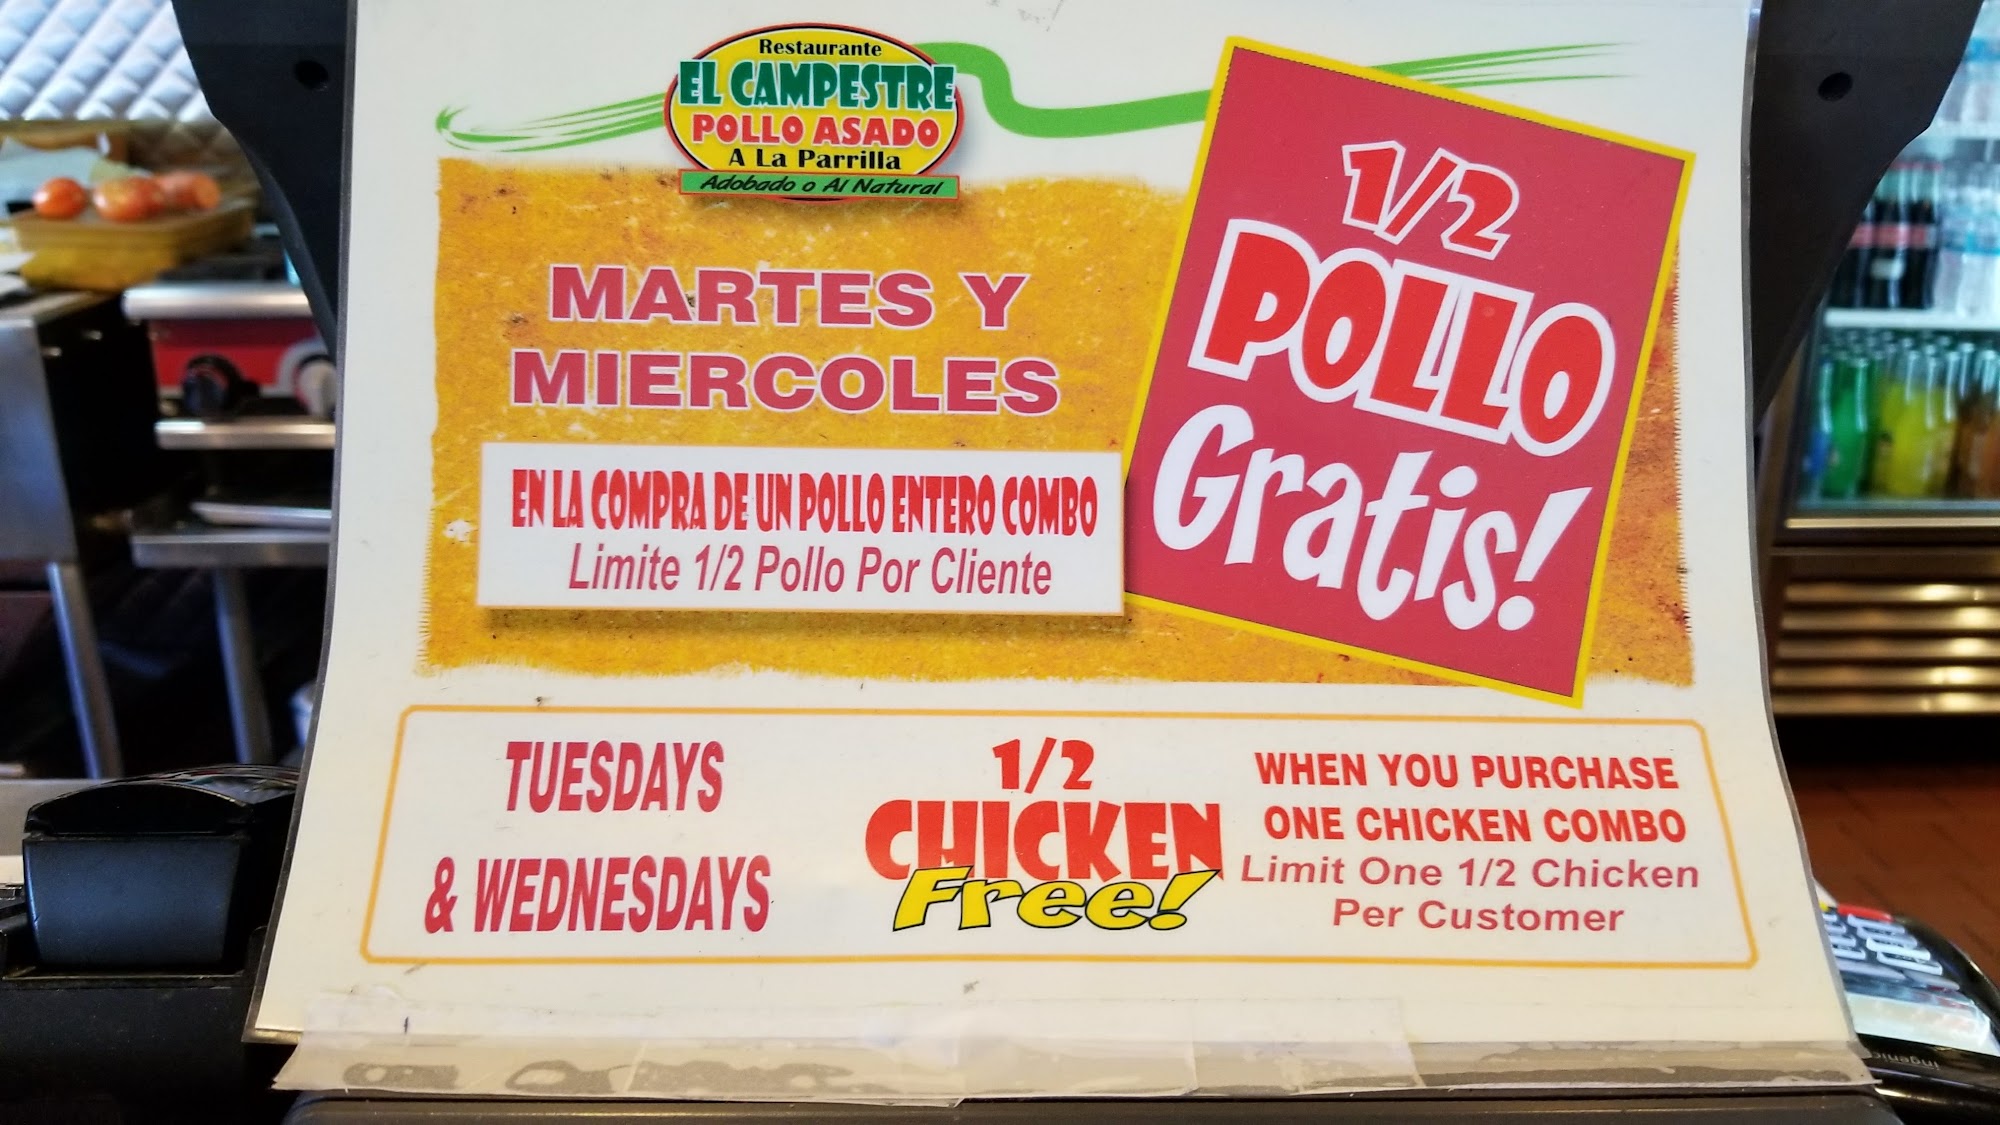 Restaurante
EL CAMPESTRE
POLLO ASADO
A La Parrilla
Adobado o Al Natural
MARTES Y
MIERCOLES
EN LA COMPRA DE UN POLLO ENTERO COMBO
Limite 1/2 Pollo Por Cliente
1/2
POLLO
Gratis!
TUESDAYS
& WEDNESDAYS
1/2
CHICKEN
Free!
WHEN YOU PURCHASE
ONE CHICKEN COMBO
Limit One 1/2 Chicken
Per Customer